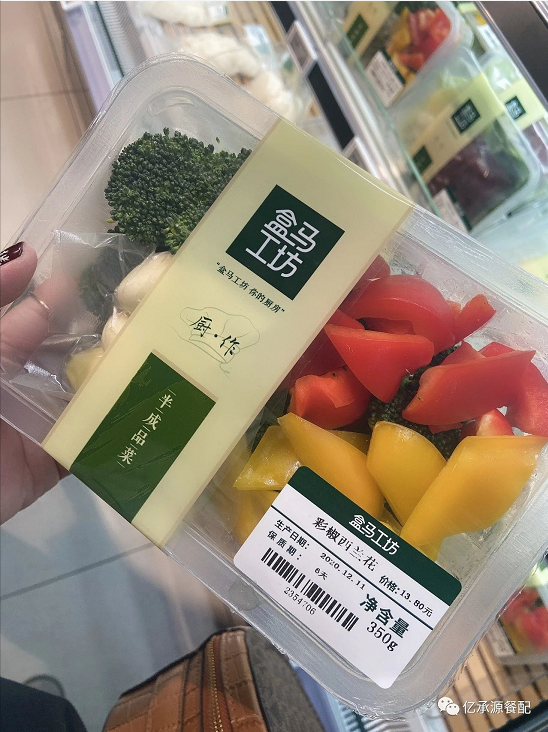 盒马
工坊
“盒马工坊 你的厨房”
厨·作
半成品菜
盒马工坊
彩椒西兰花
生产日期: 2020.12.11 价格:13.80元
保质期: 6天
净含量
350g
2354706
亿承源餐配